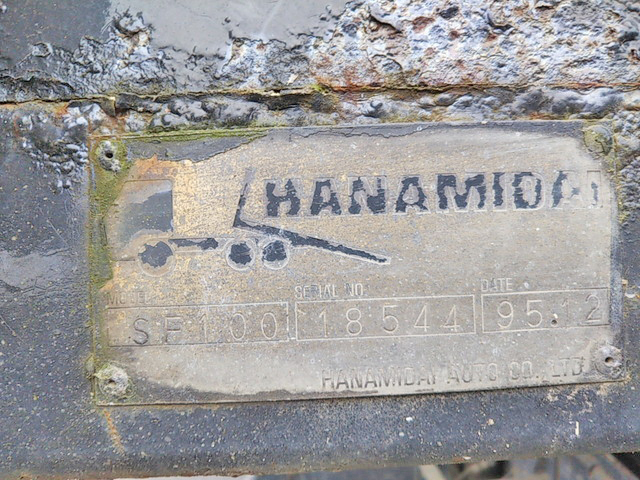 HANAMIDAI
MODEL SERIAL NO. DATE
SF100 18544 95.12
HANAMIDAI AUTO CO., LTD.